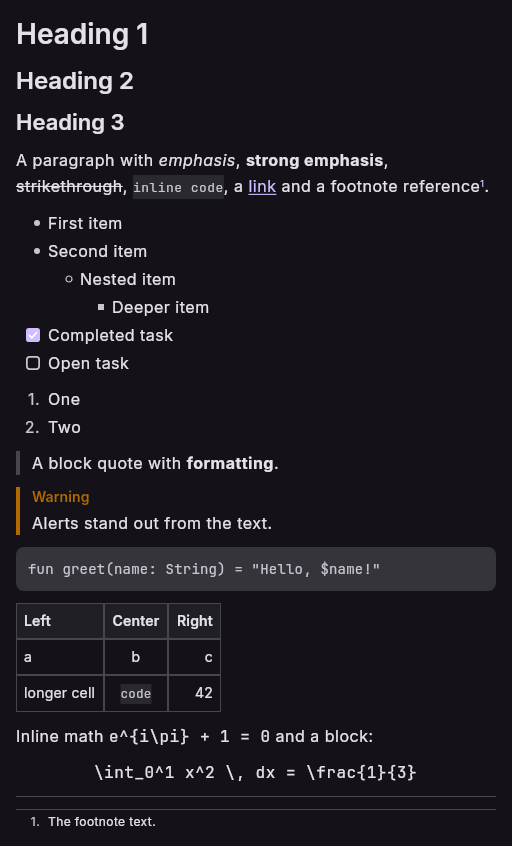 Heading 1
Heading 2
Heading 3
A paragraph with emphasis, strong emphasis,
strikethrough, inline code, a link and a footnote reference¹.
First item
Second item
Nested item
Deeper item
Completed task
Open task
1. One
2. Two
A block quote with formatting.
Warning
Alerts stand out from the text.
fun greet(name: String) = "Hello, $name!"
Left Center Right
a b c
longer cell code 42
Inline math e^{i\pi} + 1 = 0 and a block:
\int_0^1 x^2 \, dx = \frac{1}{3}
1. The footnote text.